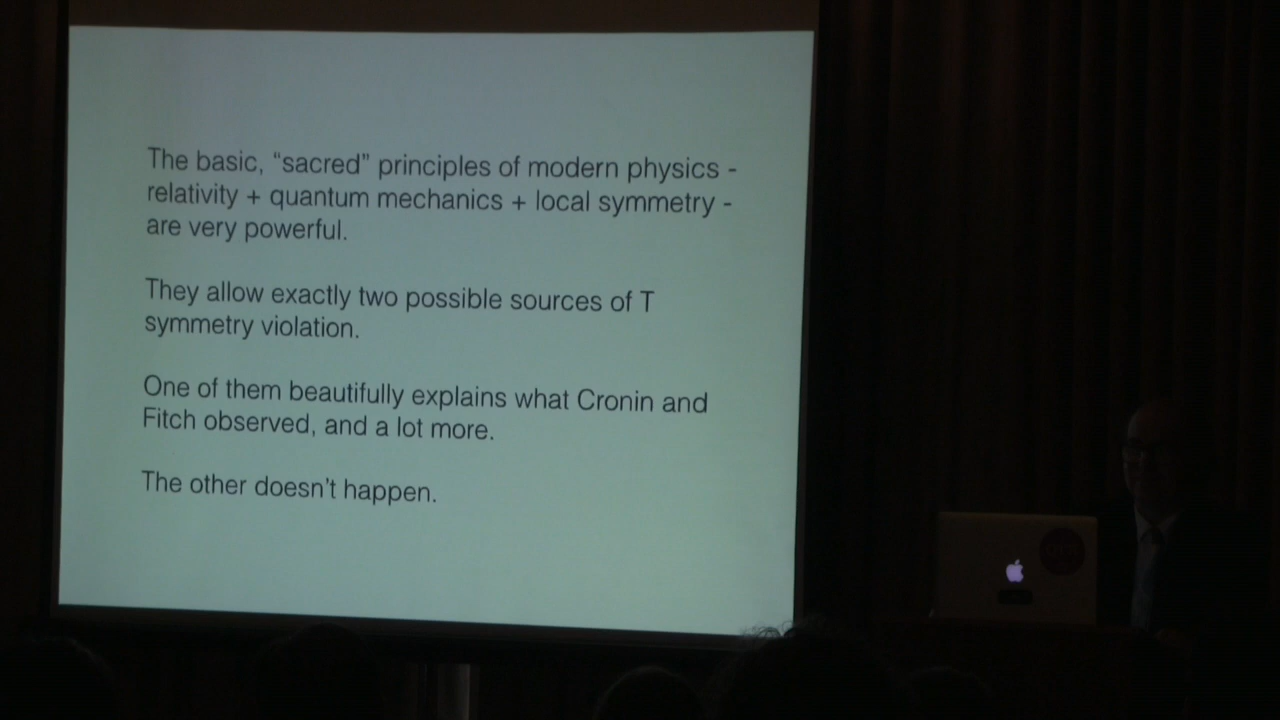 The basic, “sacred” principles of modern physics -
relativity + quantum mechanics + local symmetry -
are very powerful.
They allow exactly two possible sources of T
symmetry violation.
One of them beautifully explains what Cronin and
Fitch observed, and a lot more.
The other doesn’t happen.